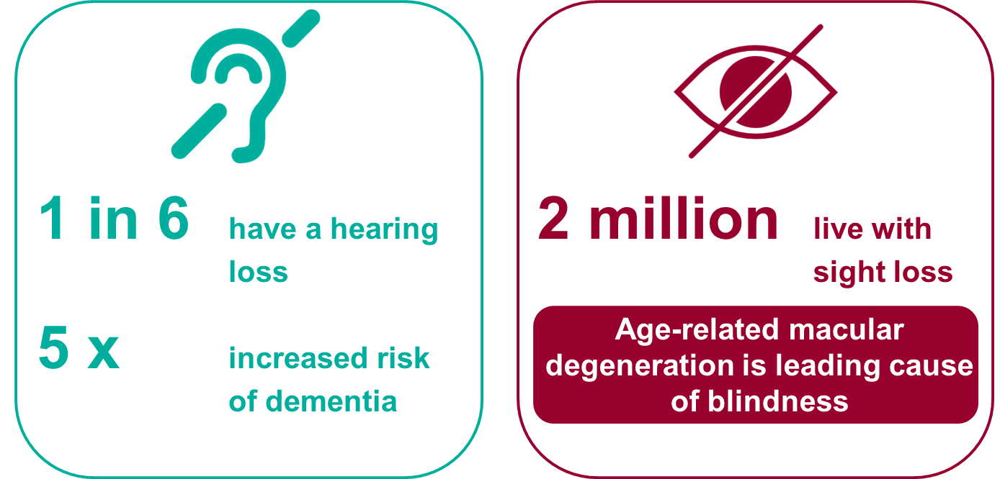 1 in 6 have a hearing
loss
5 x increased risk
of dementia
2 million live with
sight loss
Age-related macular
degeneration is leading cause
of blindness